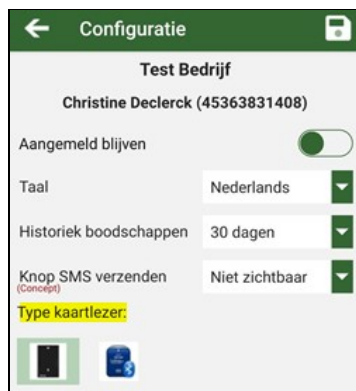 Configuratie
Test Bedrijf
Christine Declerck (45363831408)
Aangemeld blijven
Taal Nederlands
Historiek boodschappen 30 dagen
Knop SMS verzenden Niet zichtbaar
(Concept)
Type kaartlezer: